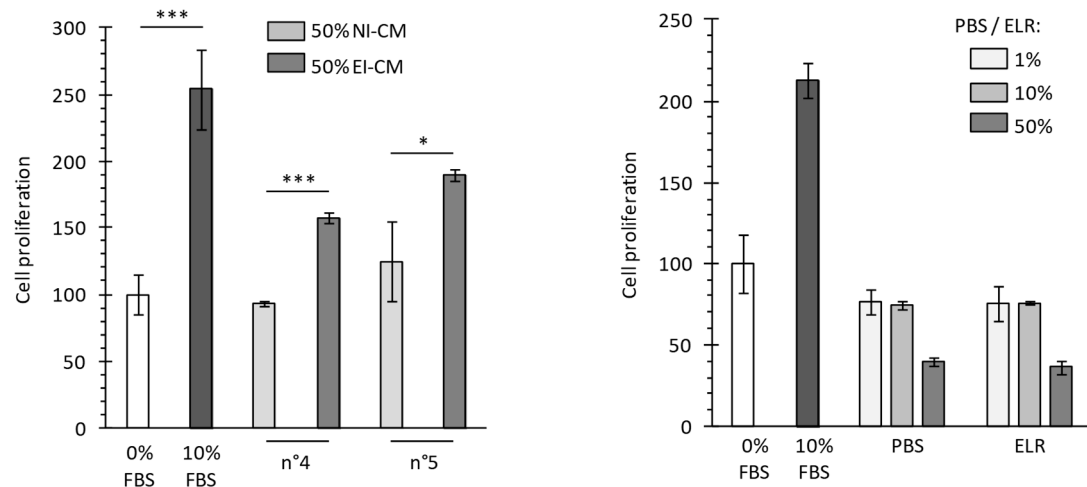 ***
300
250
200
150
100
50
0
Cell proliferation
50% NI-CM
50% EI-CM
***
*
0%
FBS
10%
FBS
n°4
n°5
250
200
150
100
50
0
Cell proliferation
PBS / ELR:
1%
10%
50%
0%
FBS
10%
FBS
PBS
ELR